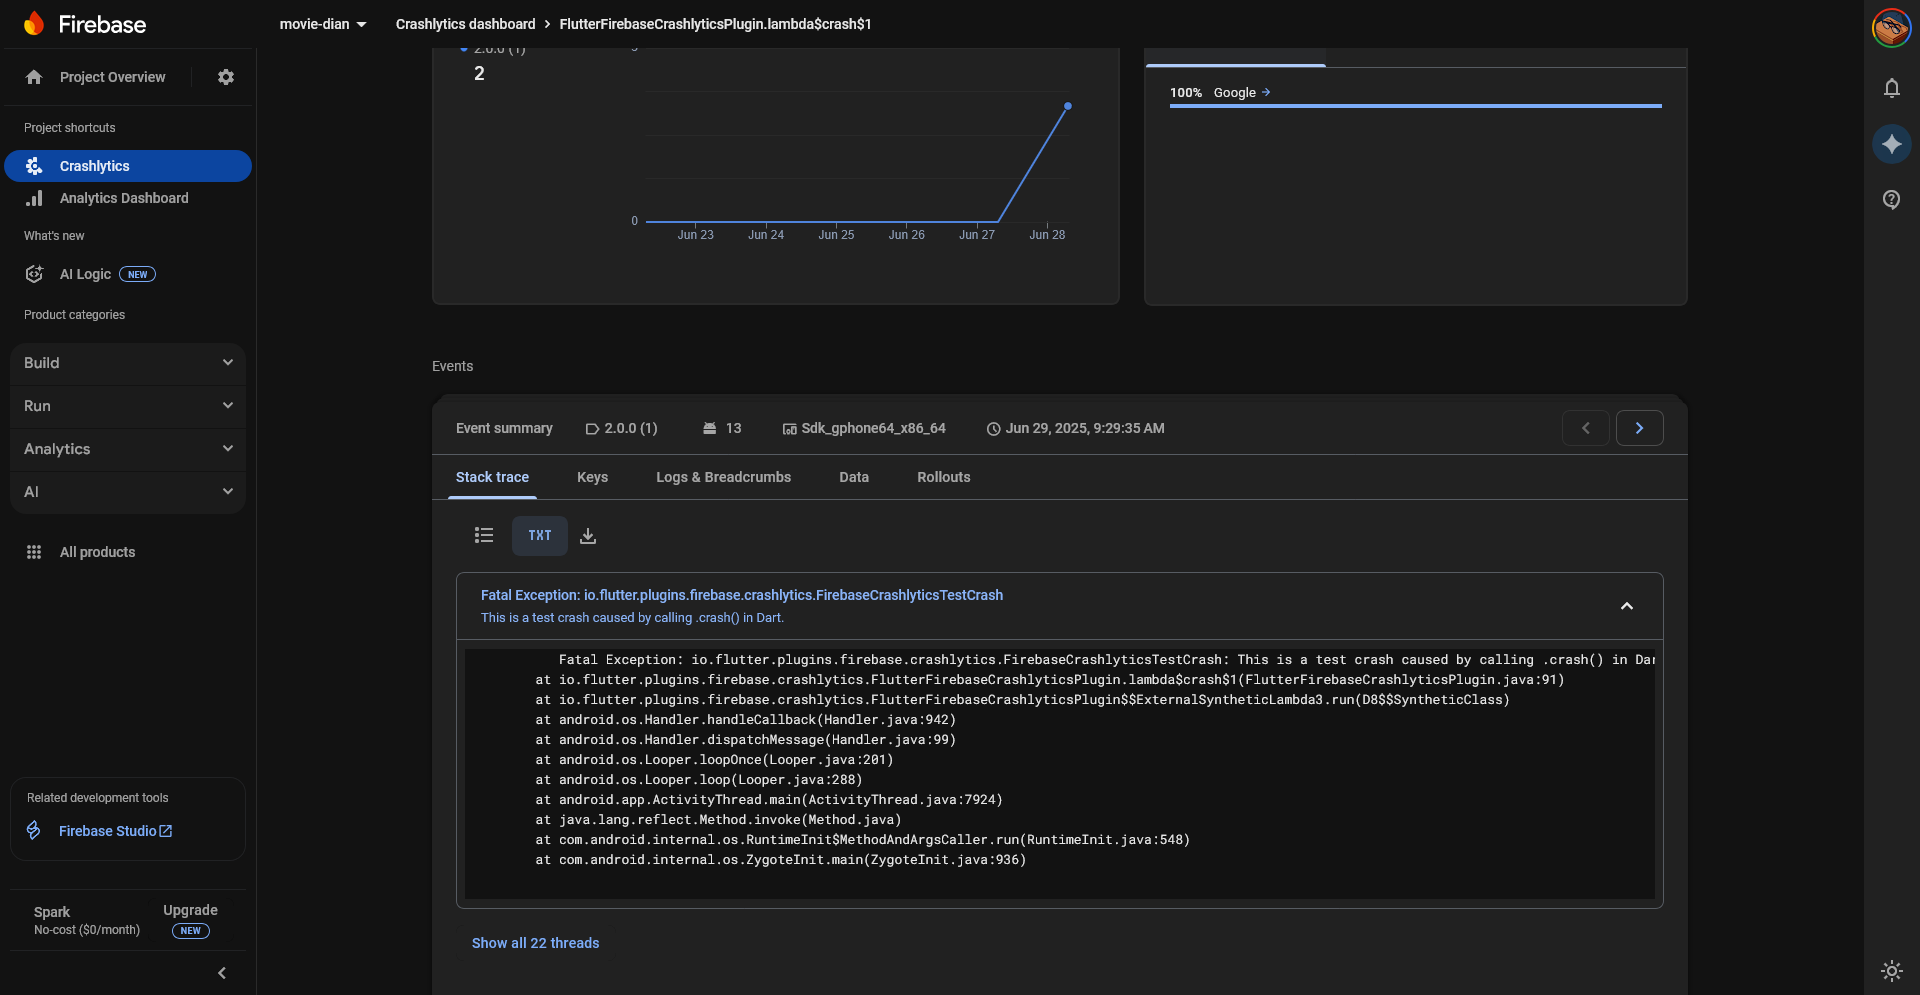 Firebase
movie-dian
Crashlytics dashboard > FlutterFirebaseCrashlyticsPlugin.lambda$crash$1
Project Overview
Project shortcuts
Crashlytics
Analytics Dashboard
What's new
AI Logic NEW
Product categories
Build
Run
Analytics
AI
All products
Related development tools
Firebase Studio
Spark
No-cost ($0/month)
Upgrade
NEW
2.0.0 (1)
2
0
Jun 23 Jun 24 Jun 25 Jun 26 Jun 27 Jun 28
100% Google
Events
Event summary 2.0.0 (1) 13 Sdk_gphone64_x86_64 Jun 29, 2025, 9:29:35 AM
Stack trace Keys Logs & Breadcrumbs Data Rollouts
TXT
Fatal Exception: io.flutter.plugins.firebase.crashlytics.FirebaseCrashlyticsTestCrash
This is a test crash caused by calling .crash() in Dart.
Fatal Exception: io.flutter.plugins.firebase.crashlytics.FirebaseCrashlyticsTestCrash: This is a test crash caused by calling .crash() in Dar
at io.flutter.plugins.firebase.crashlytics.FlutterFirebaseCrashlyticsPlugin.lambda$crash$1(FlutterFirebaseCrashlyticsPlugin.java:91)
at io.flutter.plugins.firebase.crashlytics.FlutterFirebaseCrashlyticsPlugin$$ExternalSyntheticLambda3.run(D8$$SyntheticClass)
at android.os.Handler.handleCallback(Handler.java:942)
at android.os.Handler.dispatchMessage(Handler.java:99)
at android.os.Looper.loopOnce(Looper.java:201)
at android.os.Looper.loop(Looper.java:288)
at android.app.ActivityThread.main(ActivityThread.java:7924)
at java.lang.reflect.Method.invoke(Method.java)
at com.android.internal.os.RuntimeInit$MethodAndArgsCaller.run(RuntimeInit.java:548)
at com.android.internal.os.ZygoteInit.main(ZygoteInit.java:936)
Show all 22 threads